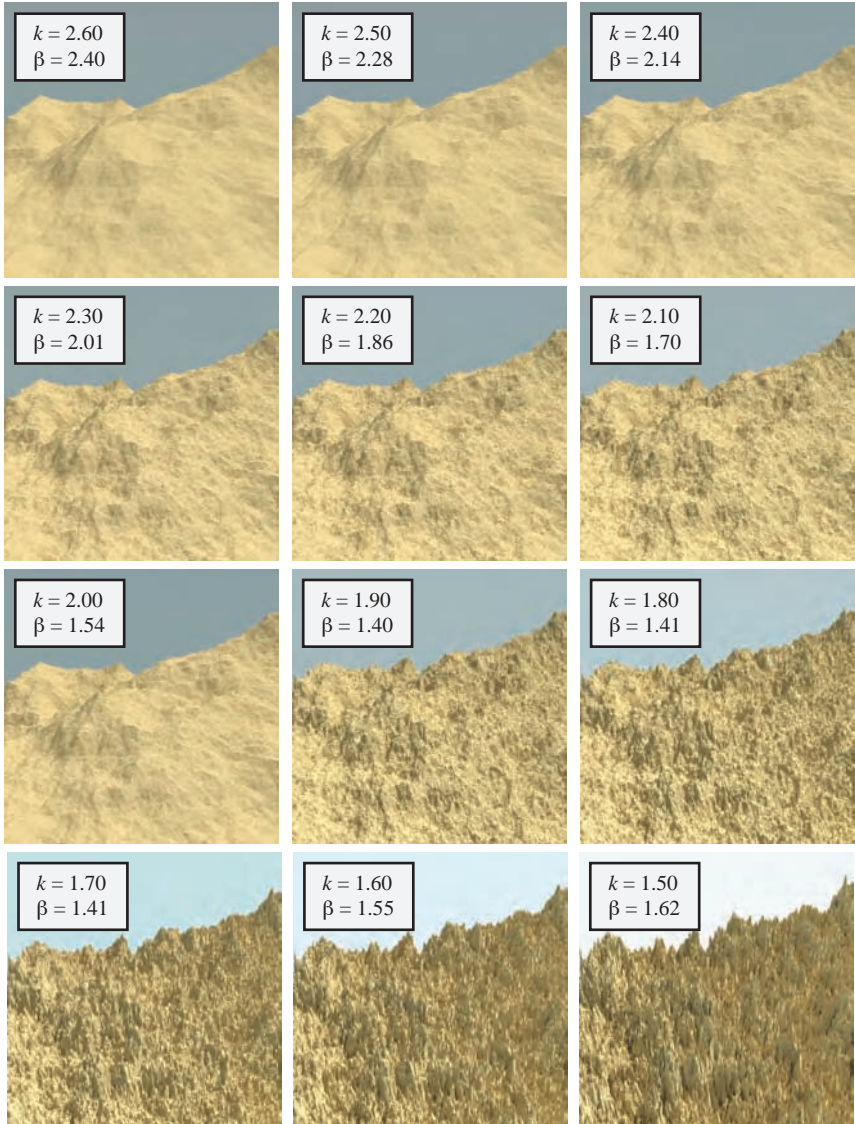 k = 2.60
β = 2.40
k = 2.50
β = 2.28
k = 2.40
β = 2.14
k = 2.30
β = 2.01
k = 2.20
β = 1.86
k = 2.10
β = 1.70
k = 2.00
β = 1.54
k = 1.90
β = 1.40
k = 1.80
β = 1.41
k = 1.70
β = 1.41
k = 1.60
β = 1.55
k = 1.50
β = 1.62